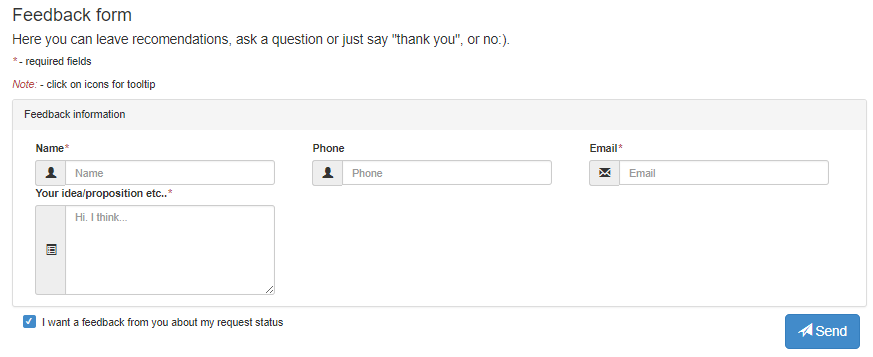 Feedback form
Here you can leave recomendations, ask a question or just say "thank you", or no:).
* - required fields
Note: - click on icons for tooltip
Feedback information
Name* Phone Email*
Name Phone Email
Your idea/proposition etc..*
Hi. I think...
I want a feedback from you about my request status
Send